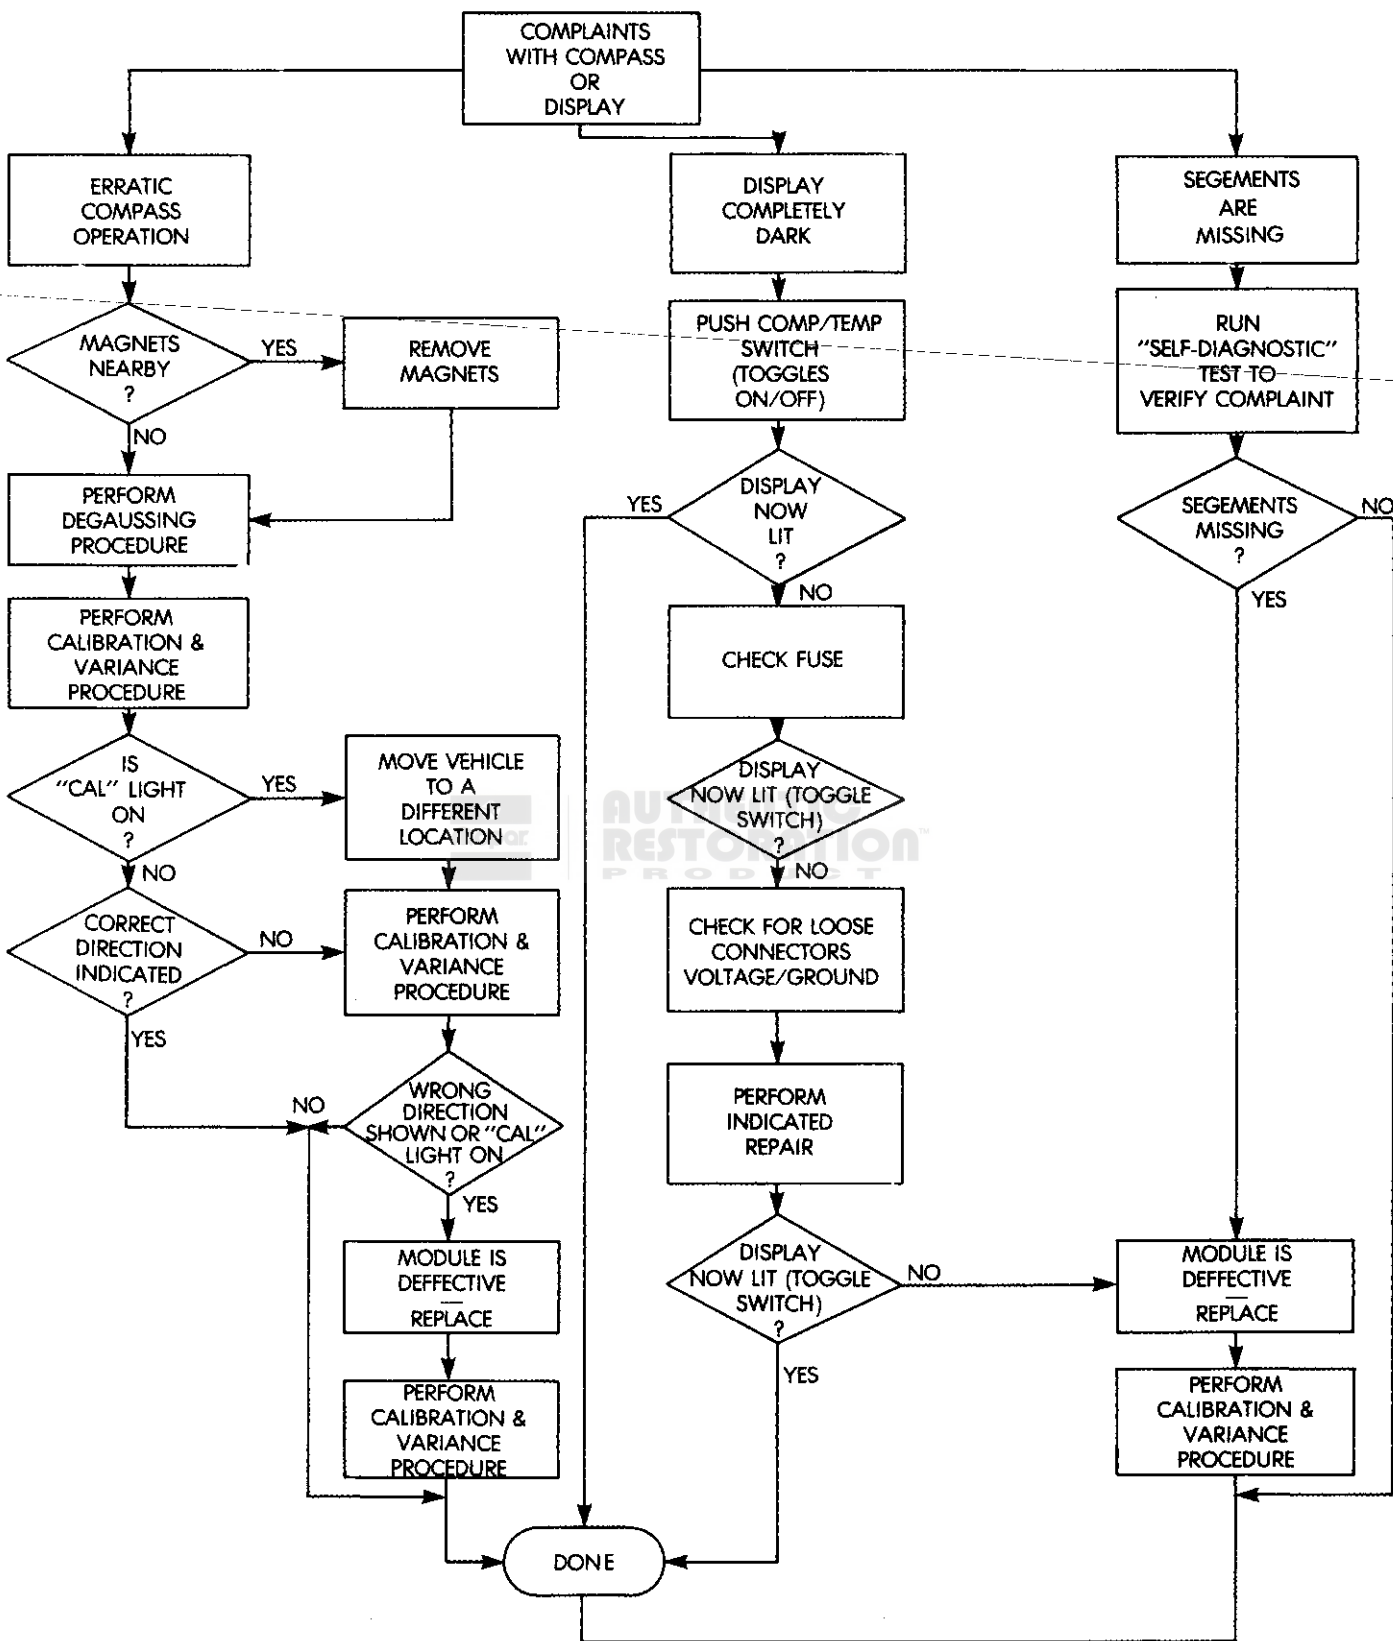 COMPLAINTS
WITH COMPASS
OR
DISPLAY
ERRATIC
COMPASS
OPERATION
MAGNETS
NEARBY
?
YES
REMOVE
MAGNETS
NO
PERFORM
DEGAUSSING
PROCEDURE
PERFORM
CALIBRATION &
VARIANCE
PROCEDURE
IS
"CAL" LIGHT
ON
?
YES
MOVE VEHICLE
TO A
DIFFERENT
LOCATION
NO
CORRECT
DIRECTION
INDICATED
?
NO
PERFORM
CALIBRATION &
VARIANCE
PROCEDURE
YES
WRONG
DIRECTION
SHOWN OR "CAL"
LIGHT ON
?
NO
YES
MODULE IS
DEFFECTIVE
—
REPLACE
PERFORM
CALIBRATION &
VARIANCE
PROCEDURE
DISPLAY
COMPLETELY
DARK
PUSH COMP/TEMP
SWITCH
(TOGGLES
ON/OFF)
YES
DISPLAY
NOW
LIT
?
NO
CHECK FUSE
DISPLAY
NOW LIT (TOGGLE
SWITCH)
?
NO
CHECK FOR LOOSE
CONNECTORS
VOLTAGE/GROUND
PERFORM
INDICATED
REPAIR
DISPLAY
NOW LIT (TOGGLE
SWITCH)
?
NO
YES
SEGEMENTS
ARE
MISSING
RUN
"SELF-DIAGNOSTIC"
TEST TO
VERIFY COMPLAINT
SEGEMENTS
MISSING
?
NO
YES
MODULE IS
DEFFECTIVE
—
REPLACE
PERFORM
CALIBRATION &
VARIANCE
PROCEDURE
DONE
AUTHENTIC
RESTORATION™
PRODUCT